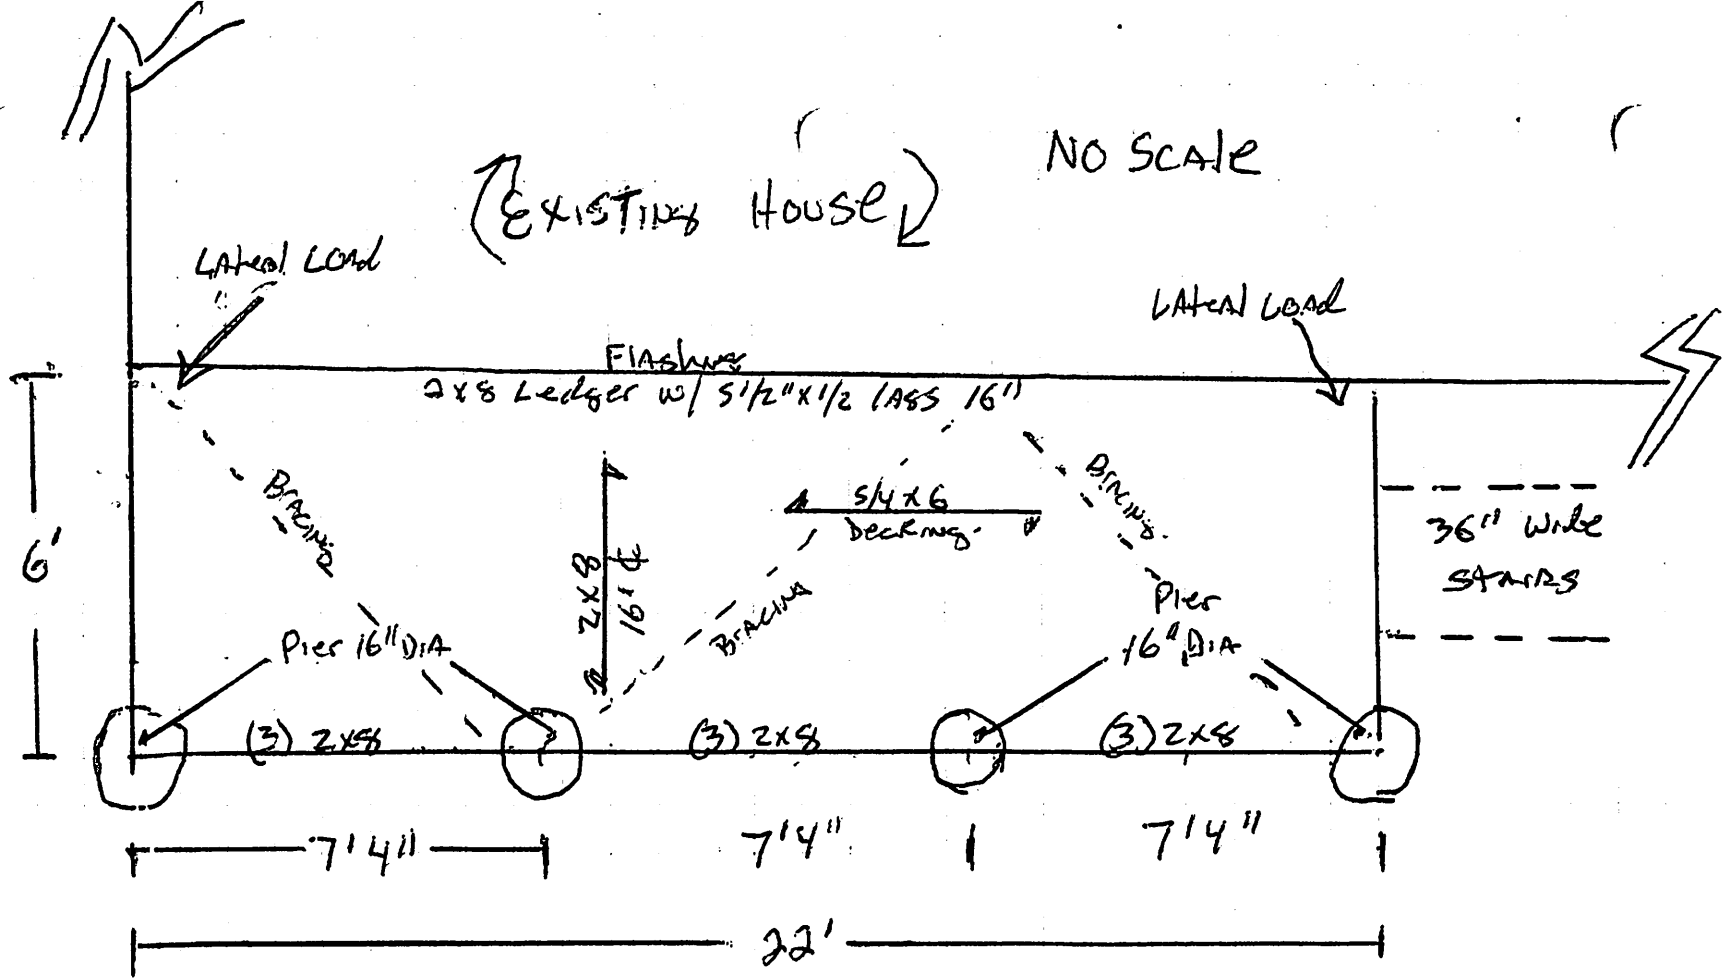 NO SCALE
EXISTING HOUSE
LATERAL LOAD
LATERAL LOAD
FLASHING
2x8 Ledger w/ 5 1/2" x 1/2 LAGS 16"
BRACING
BRACING
5/4 x 6
DECKING
36" Wide
STAIRS
6'
2x8
16"
BRACING
Pier
16" DIA
Pier 16" DIA
(3) 2x8
(3) 2x8
(3) 2x8
7'4"
7'4"
7'4"
22'